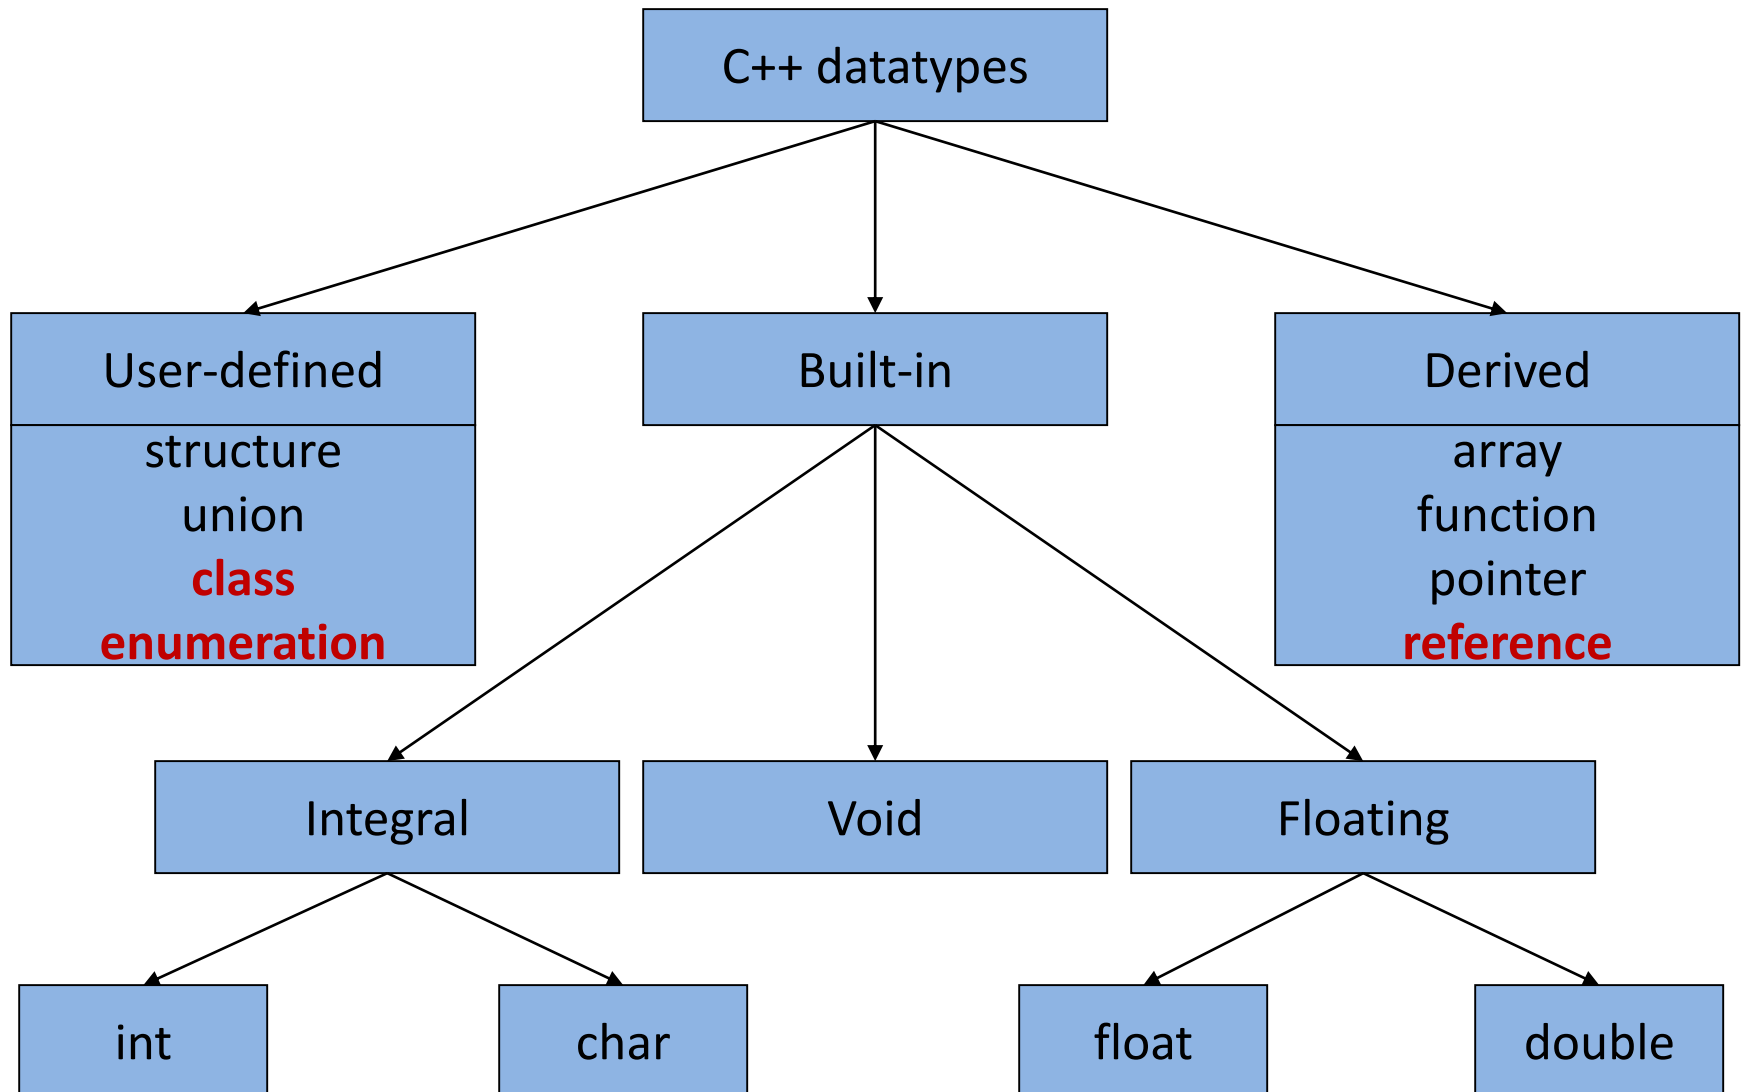 C++ datatypes
User-defined
Built-in
Derived
structure
union
class
enumeration
array
function
pointer
reference
Integral
Void
Floating
int
char
float
double